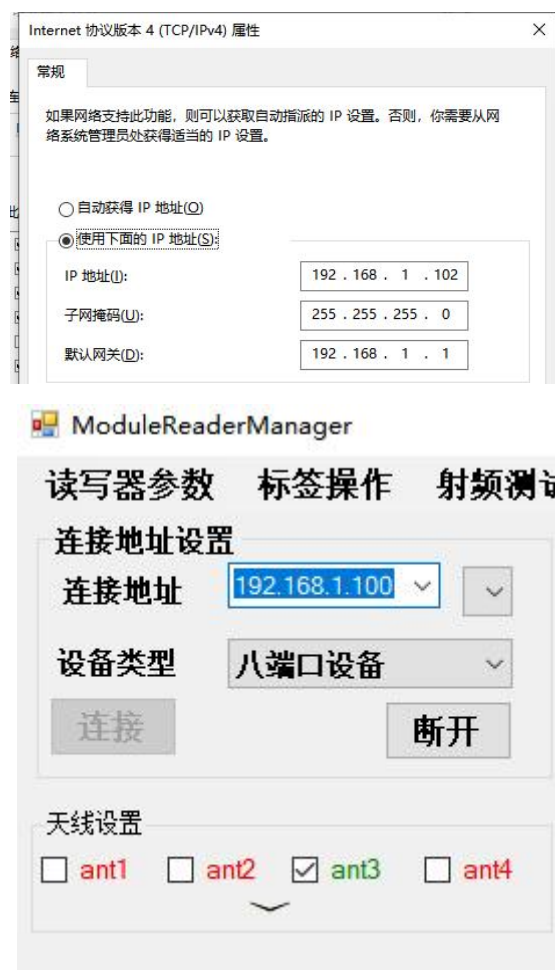 Internet 协议版本 4 (TCP/IPv4) 属性
常规
如果网络支持此功能，则可以获取自动指派的 IP 设置。否则，你需要从网
络系统管理员处获得适当的 IP 设置。
自动获得 IP 地址(O)
使用下面的 IP 地址(S):
IP 地址(I): 192 . 168 . 1 . 102
子网掩码(U): 255 . 255 . 255 . 0
默认网关(D): 192 . 168 . 1 . 1
ModuleReaderManager
读写器参数 标签操作 射频测试
连接地址设置
连接地址 192.168.1.100
设备类型 八端口设备
连接 断开
天线设置
ant1 ant2 ant3 ant4